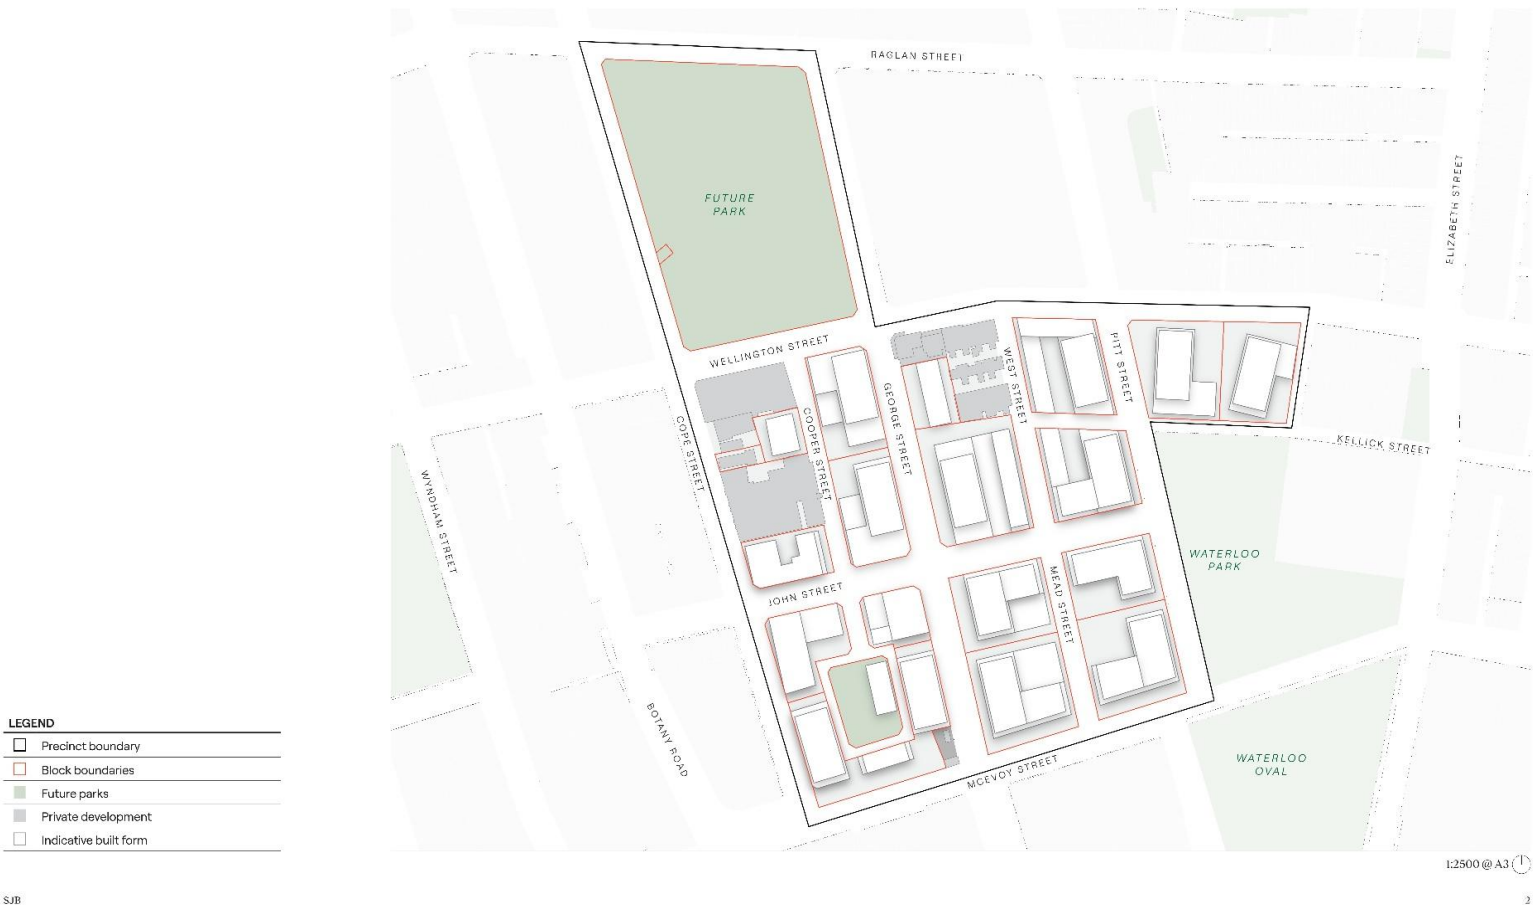 RAGLAN STREET
ELIZABETH STREET
FUTURE
PARK
WELLINGTON STREET
PITT STREET
WEST STREET
GEORGE STREET
COOPER STREET
COPE STREET
KELLICK STREET
WYNDHAM STREET
WATERLOO
PARK
JOHN STREET
MEAD STREET
BOTANY ROAD
MCEVOY STREET
WATERLOO
OVAL
LEGEND
Precinct boundary
Block boundaries
Future parks
Private development
Indicative built form
1:2500 @ A3
SJB
2